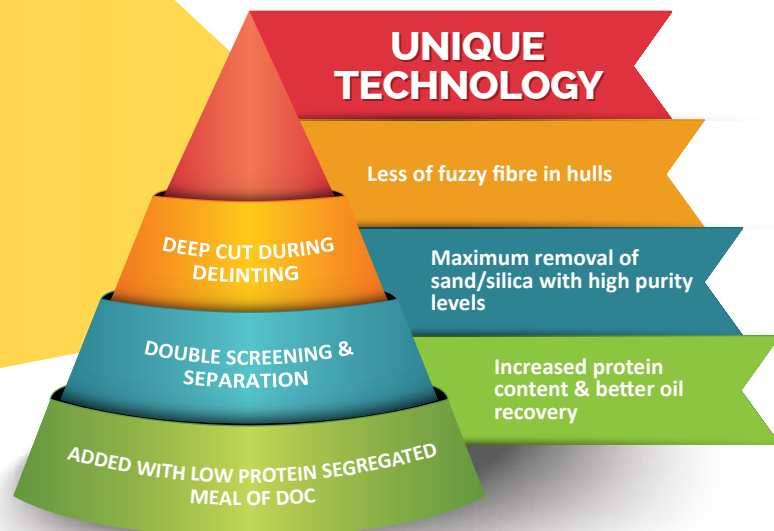 UNIQUE
TECHNOLOGY
Less of fuzzy fibre in hulls
DEEP CUT DURING
DELINTING
Maximum removal of
sand/silica with high purity
levels
DOUBLE SCREENING &
SEPARATION
Increased protein
content & better oil
recovery
ADDED WITH LOW PROTEIN SEGREGATED
MEAL OF DOC